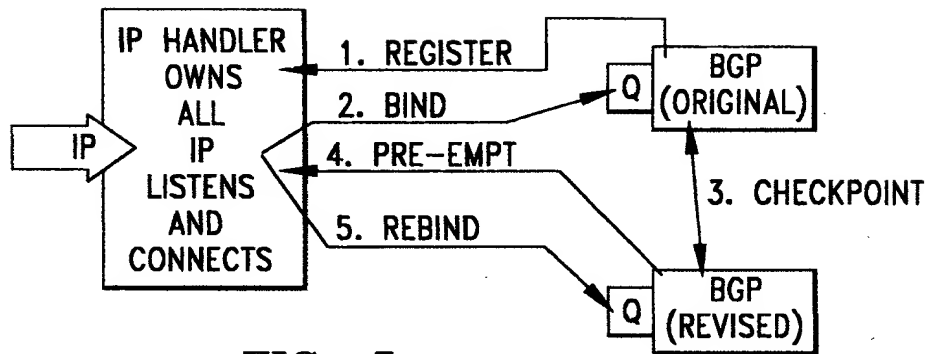 IP
IP HANDLER
OWNS
ALL
IP
LISTENS
AND
CONNECTS
1. REGISTER
2. BIND
4. PRE-EMPT
5. REBIND
Q
BGP
(ORIGINAL)
3. CHECKPOINT
Q
BGP
(REVISED)